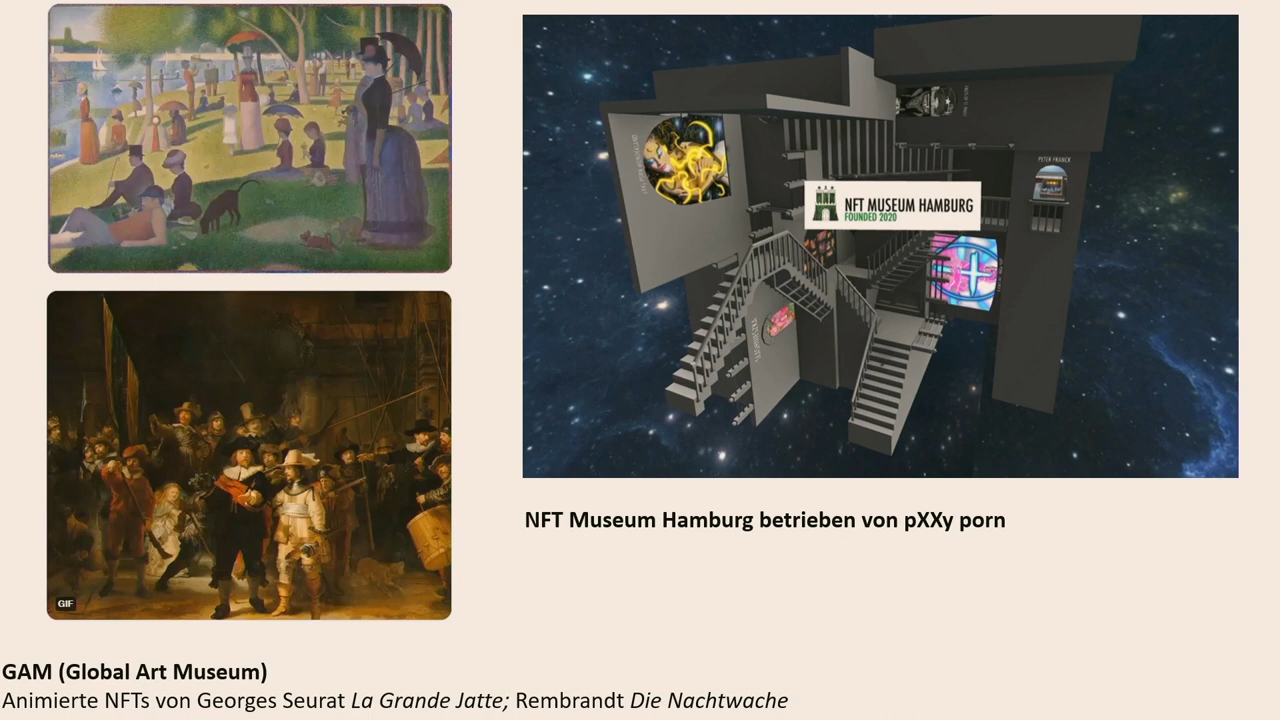 NFT MUSEUM HAMBURG
FOUNDED 2020
PETER FRANCK
NFT Museum Hamburg betrieben von pXXy porn
GIF
GAM (Global Art Museum)
Animierte NFTs von Georges Seurat La Grande Jatte; Rembrandt Die Nachtwache